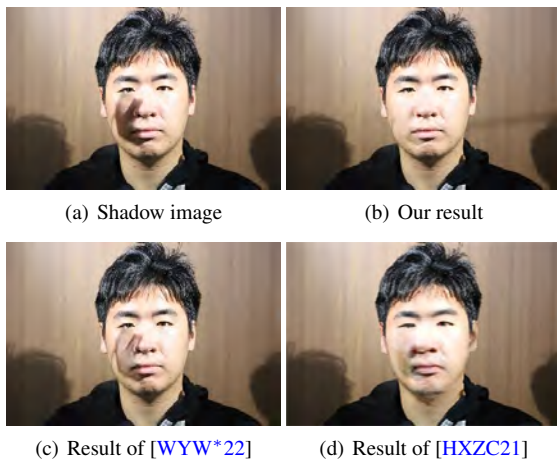 (a) Shadow image
(b) Our result
(c) Result of [WYW*22]
(d) Result of [HXZC21]